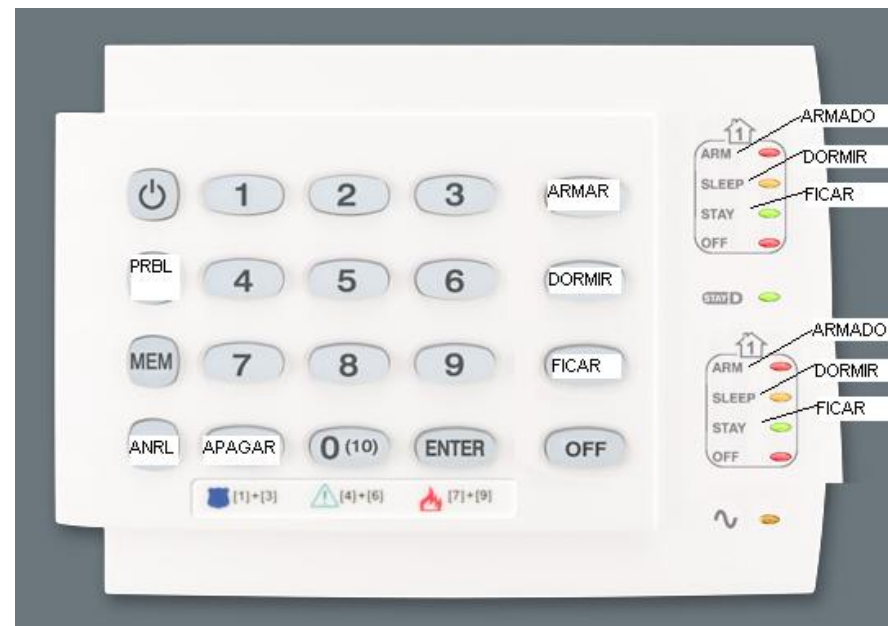 1 2 3 ARMAR
PRBL 4 5 6 DORMIR
MEM 7 8 9 FICAR
ANRL APAGAR 0 (10) ENTER OFF
[1]+[3] [4]+[6] [7]+[9]
1
ARMADO
ARM
DORMIR
SLEEP
FICAR
STAY
OFF
STAY D
1
ARMADO
ARM
DORMIR
SLEEP
FICAR
STAY
OFF